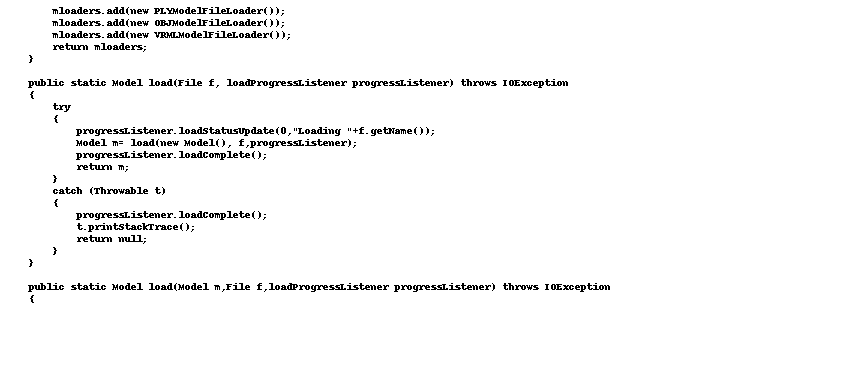 mloaders.add(new PLYModelFileLoader());
mloaders.add(new OBJModelFileLoader());
mloaders.add(new VRMLModelFileLoader());
return mloaders;
}
public static Model load(File f, loadProgressListener progressListener) throws IOException
{
try
{
progressListener.loadStatusUpdate(0,"Loading "+f.getName());
Model m= load(new Model(), f,progressListener);
progressListener.loadComplete();
return m;
}
catch (Throwable t)
{
progressListener.loadComplete();
t.printStackTrace();
return null;
}
}
public static Model load(Model m,File f,loadProgressListener progressListener) throws IOException
{